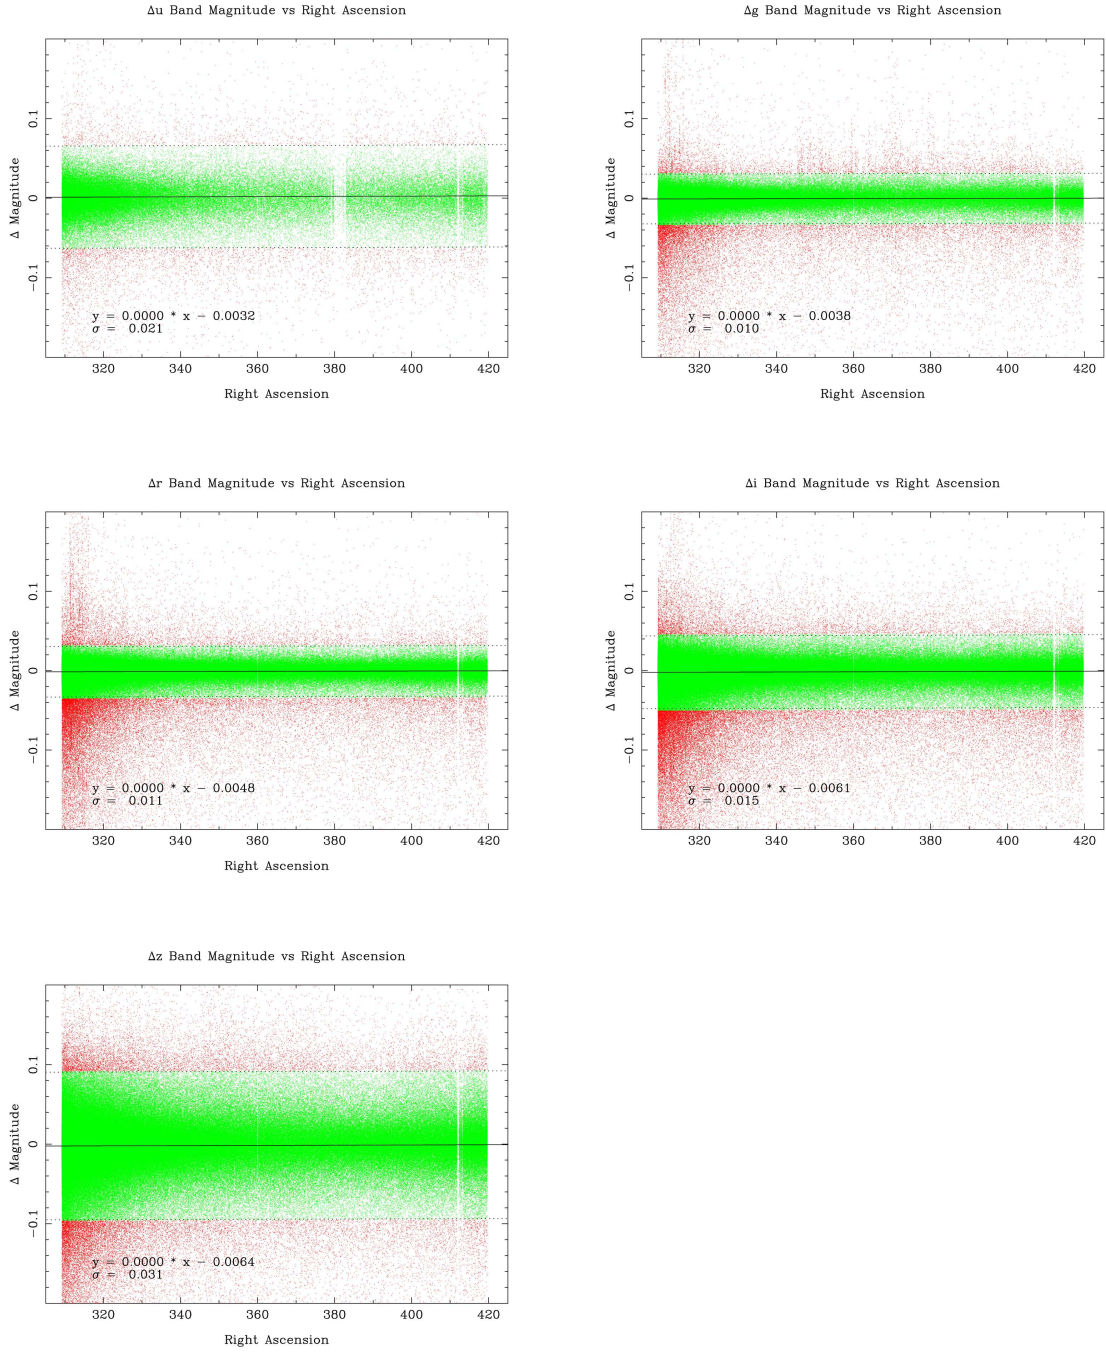 Δu Band Magnitude vs Right Ascension
Δ Magnitude
0.1
0
−0.1
y = 0.0000 * x − 0.0032
σ = 0.021
320 340 360 380 400 420
Right Ascension
Δg Band Magnitude vs Right Ascension
Δ Magnitude
0.1
0
−0.1
y = 0.0000 * x − 0.0038
σ = 0.010
320 340 360 380 400 420
Right Ascension
Δr Band Magnitude vs Right Ascension
Δ Magnitude
0.1
0
−0.1
y = 0.0000 * x − 0.0048
σ = 0.011
320 340 360 380 400 420
Right Ascension
Δi Band Magnitude vs Right Ascension
Δ Magnitude
0.1
0
−0.1
y = 0.0000 * x − 0.0061
σ = 0.015
320 340 360 380 400 420
Right Ascension
Δz Band Magnitude vs Right Ascension
Δ Magnitude
0.1
0
−0.1
y = 0.0000 * x − 0.0064
σ = 0.031
320 340 360 380 400 420
Right Ascension